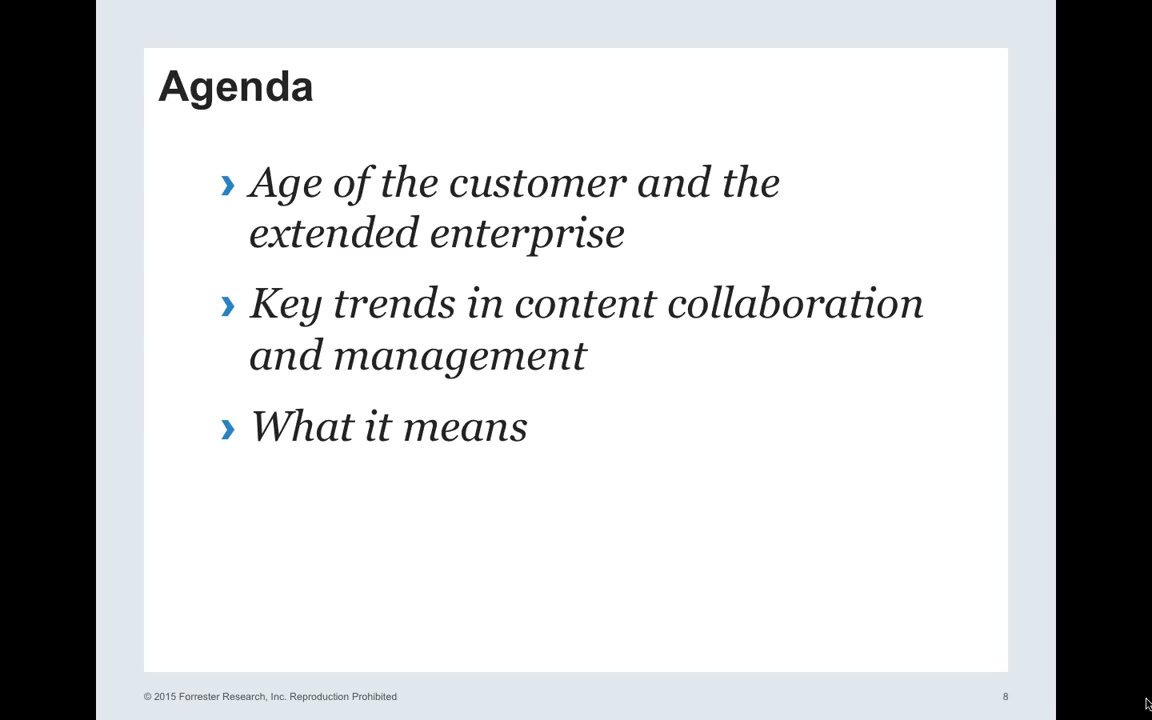 Agenda
› Age of the customer and the
extended enterprise
› Key trends in content collaboration
and management
› What it means
© 2015 Forrester Research, Inc. Reproduction Prohibited
8